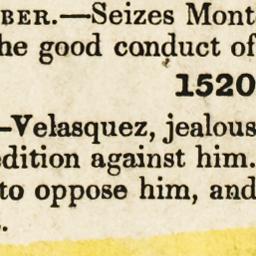 BER.—Seizes Mont
he good conduct of
1520
—Velasquez, jealous
edition against him.
to oppose him, and
.